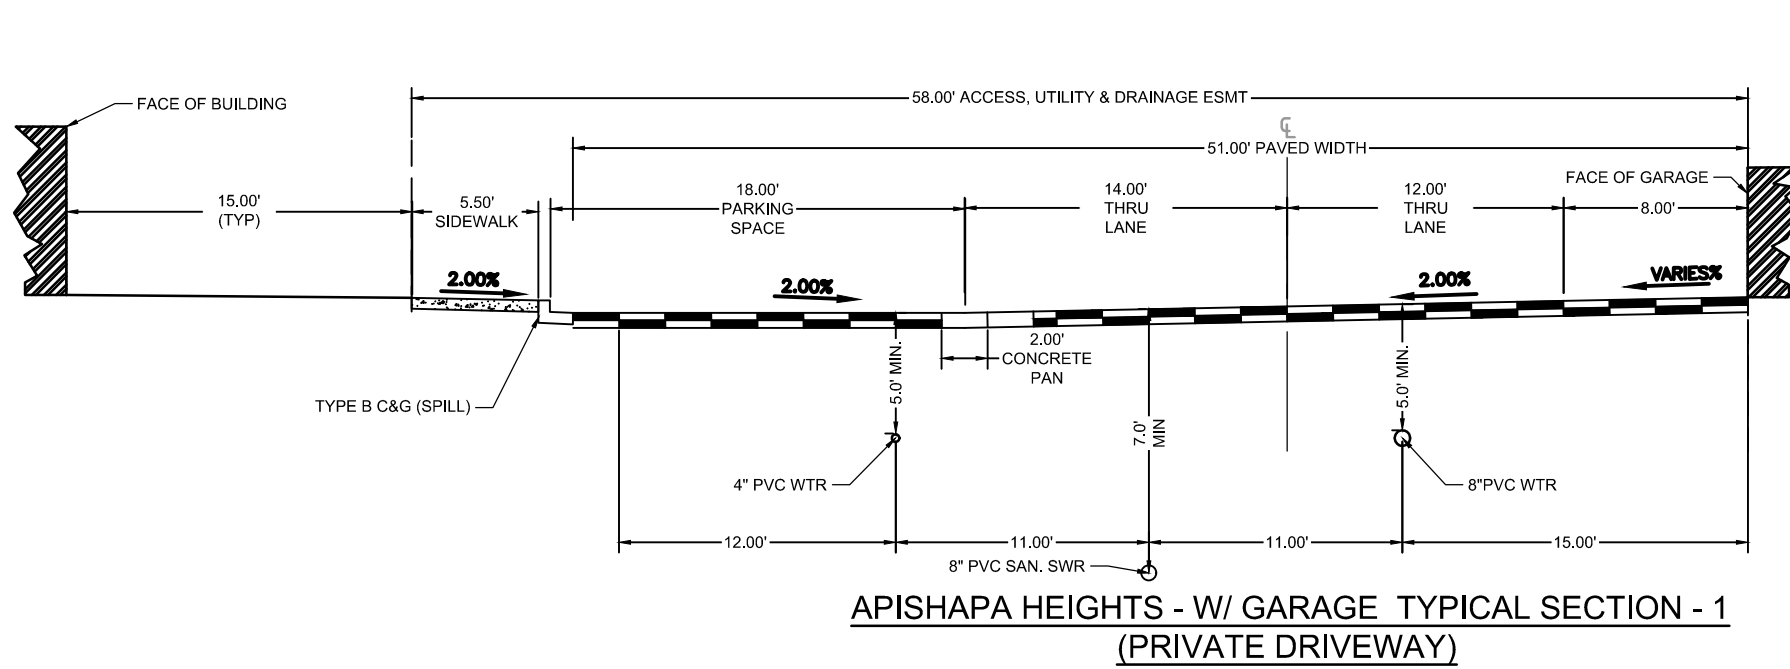 FACE OF BUILDING
58.00' ACCESS, UTILITY & DRAINAGE ESMT
℄
51.00' PAVED WIDTH
FACE OF GARAGE
15.00'
(TYP)
5.50'
SIDEWALK
18.00'
PARKING
SPACE
14.00'
THRU
LANE
12.00'
THRU
LANE
8.00'
2.00%
2.00%
2.00%
VARIES%
2.00'
CONCRETE
PAN
5.0' MIN.
7.0'
MIN
5.0' MIN.
TYPE B C&G (SPILL)
4" PVC WTR
8"PVC WTR
12.00'
11.00'
11.00'
15.00'
8" PVC SAN. SWR
APISHAPA HEIGHTS - W/ GARAGE TYPICAL SECTION - 1
(PRIVATE DRIVEWAY)